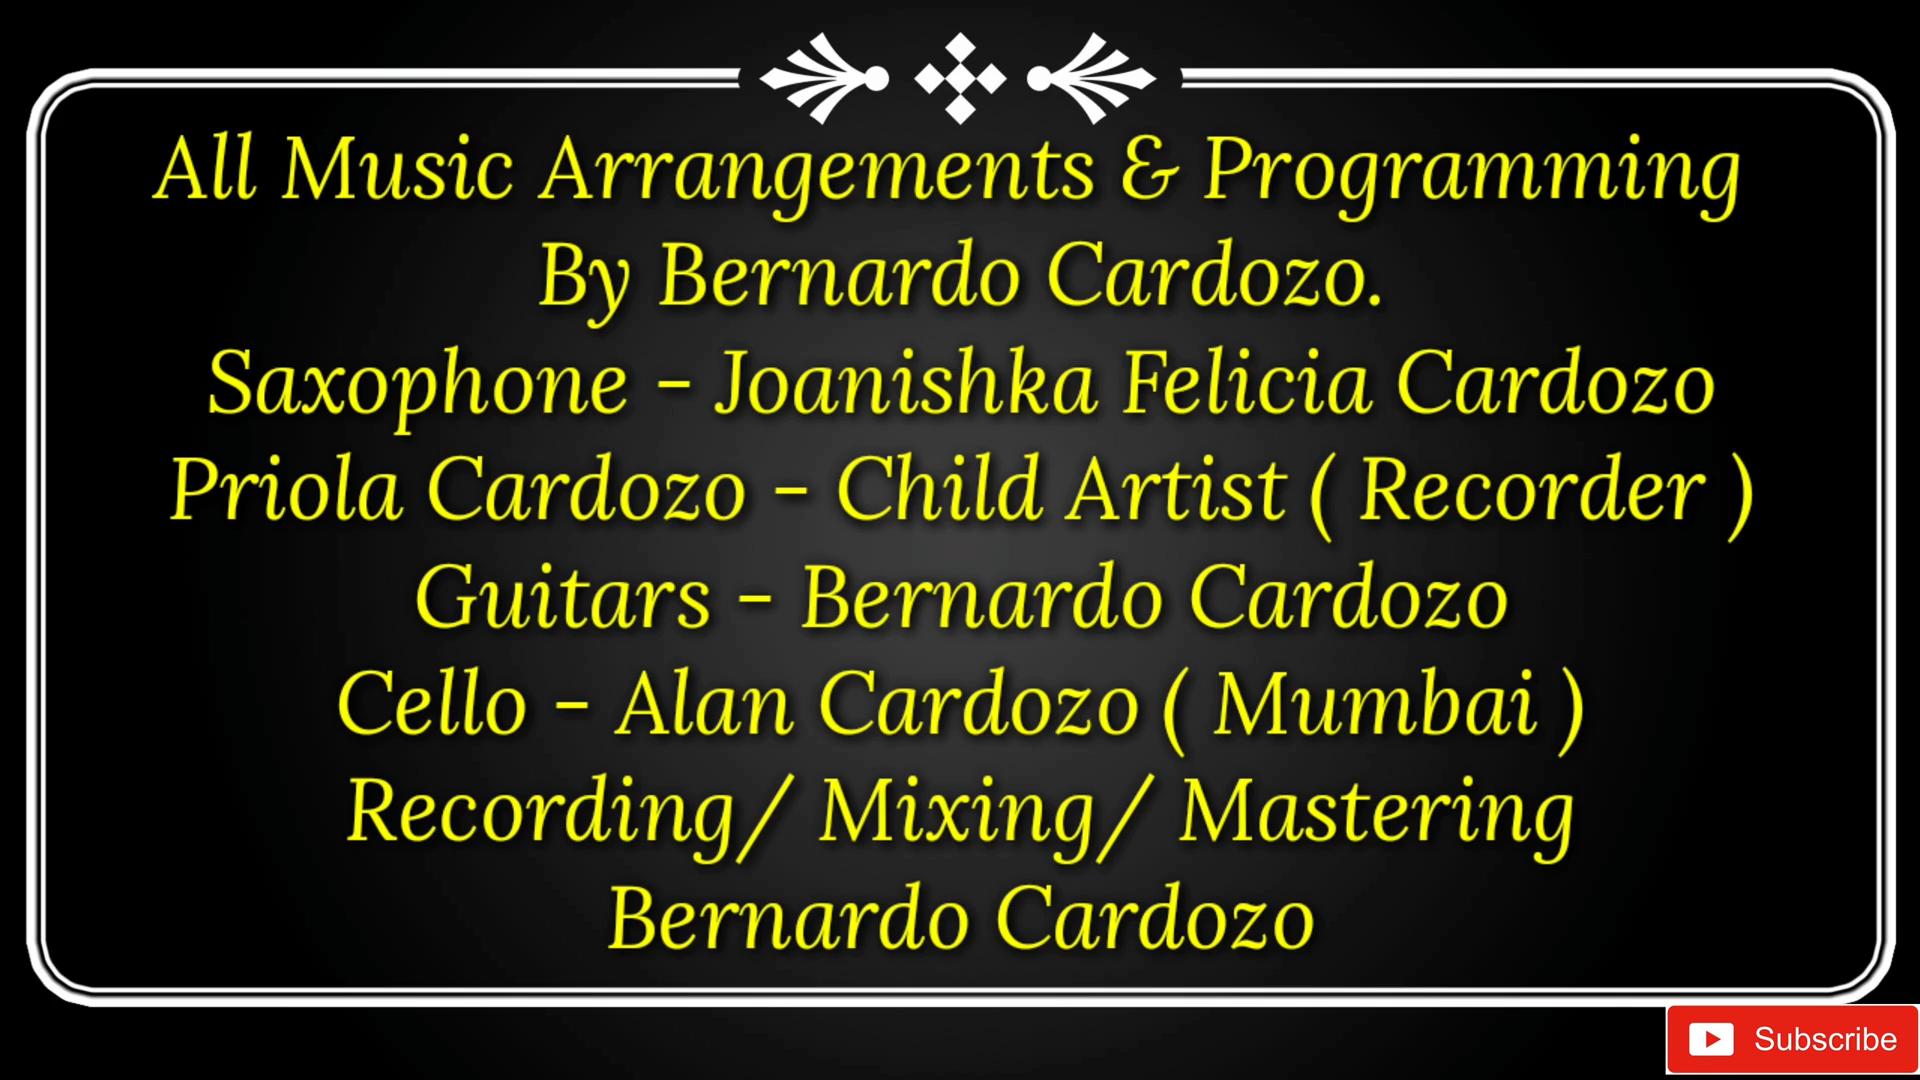 All Music Arrangements & Programming
By Bernardo Cardozo.
Saxophone - Joanishka Felicia Cardozo
Priola Cardozo - Child Artist ( Recorder )
Guitars - Bernardo Cardozo
Cello - Alan Cardozo ( Mumbai )
Recording/ Mixing/ Mastering
Bernardo Cardozo
Subscribe